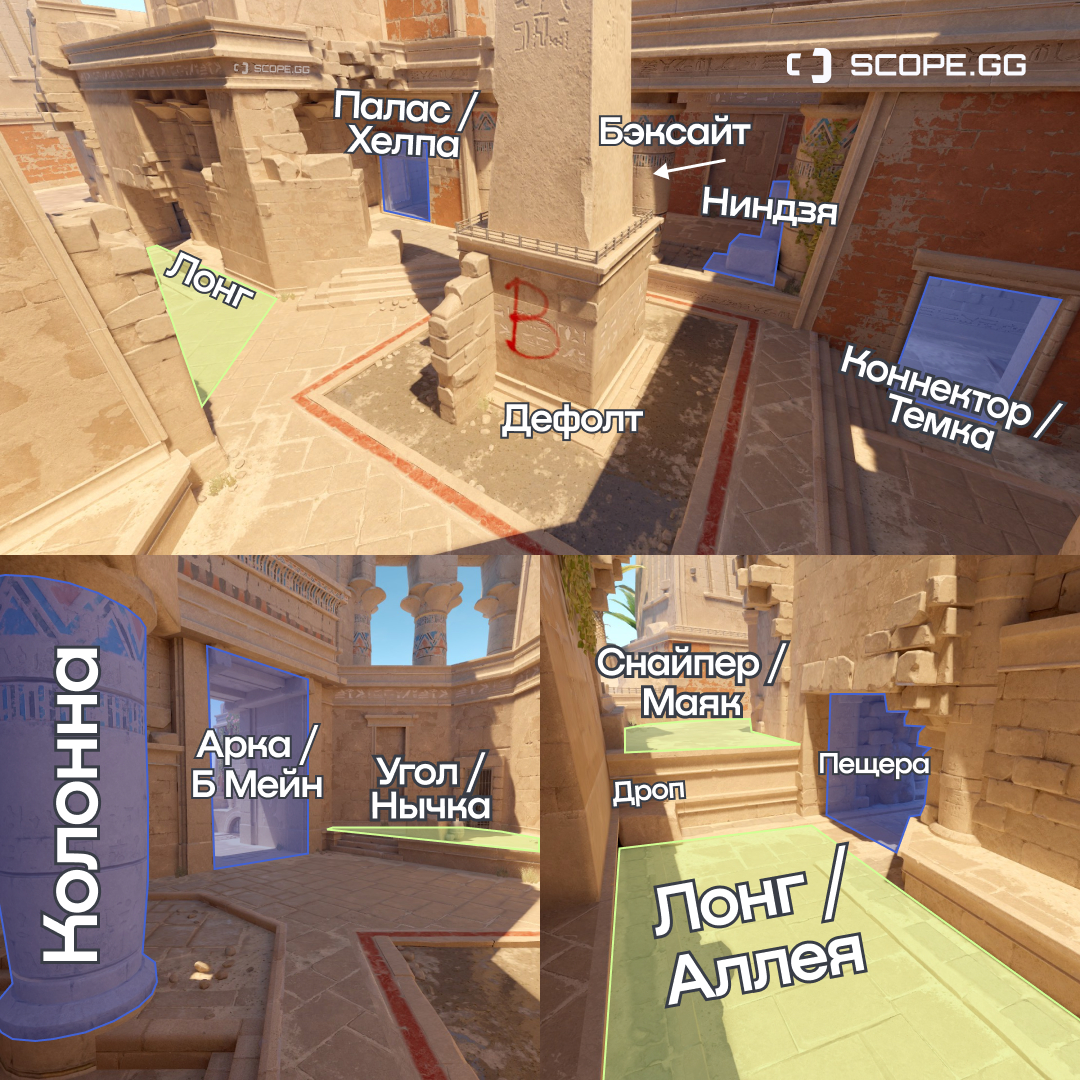 SCOPE.GG
SCOPE.GG
Палас /
Хелпа
Бэксайт
Ниндзя
Лонг
B
Коннектор /
Темка
Дефолт
Колонна
Арка /
Б Мейн
Угол /
Нычка
Снайпер /
Маяк
Дроп
Пещера
Лонг /
Аллея